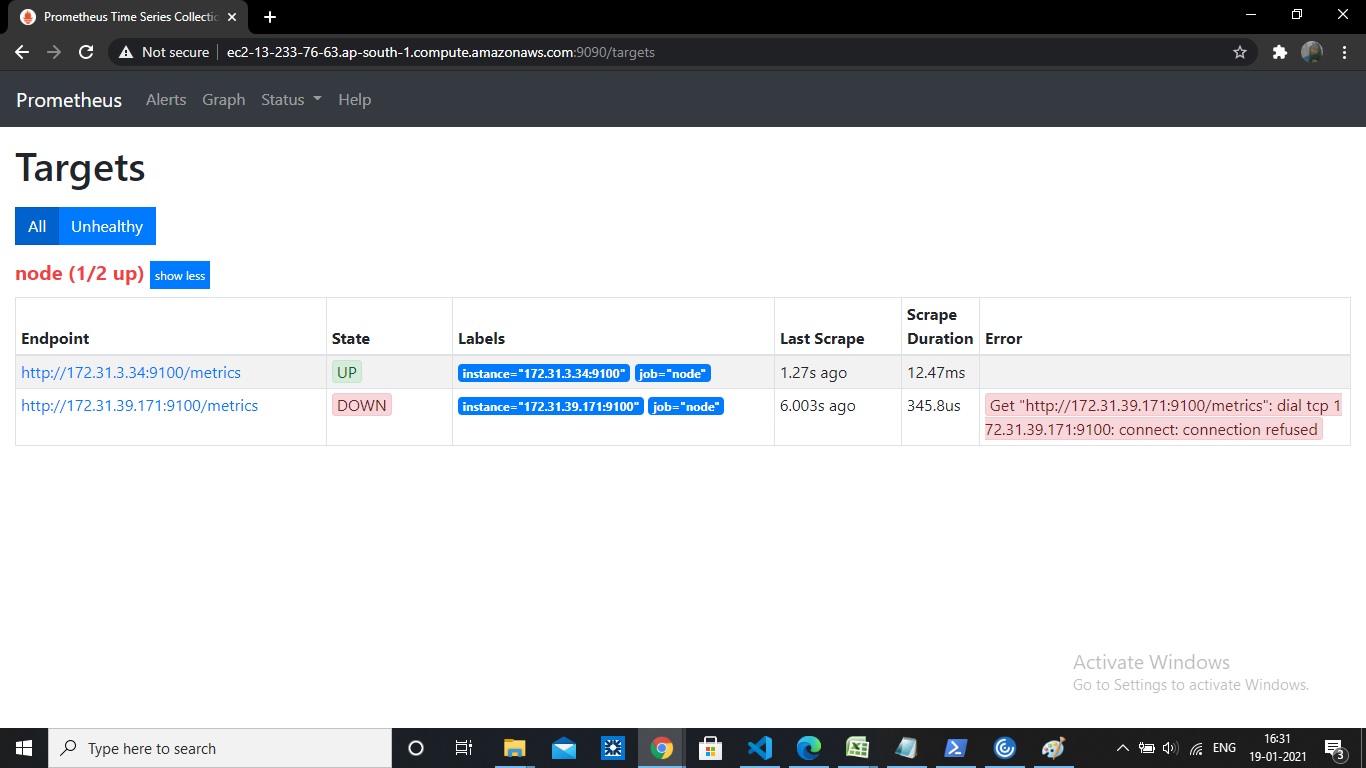 Prometheus Time Series Collectio
Not secure
ec2-13-233-76-63.ap-south-1.compute.amazonaws.com:9090/targets
Prometheus Alerts Graph Status Help
Targets
All Unhealthy
node (1/2 up) show less
Endpoint State Labels Last Scrape Scrape Duration Error
http://172.31.3.34:9100/metrics UP instance="172.31.3.34:9100" job="node" 1.27s ago 12.47ms
http://172.31.39.171:9100/metrics DOWN instance="172.31.39.171:9100" job="node" 6.003s ago 345.8us Get "http://172.31.39.171:9100/metrics": dial tcp 1
72.31.39.171:9100: connect: connection refused
Activate Windows
Go to Settings to activate Windows.
Type here to search
ENG
16:31
19-01-2021
3